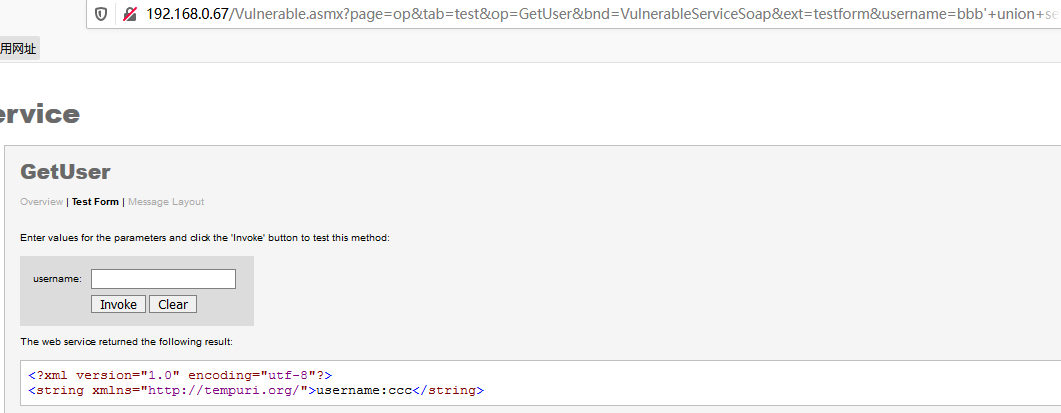 192.168.0.67/Vulnerable.asmx?page=op&tab=test&op=GetUser&bnd=VulnerableServiceSoap&ext=testform&username=bbb'+union+se
用网址
ervice
GetUser
Overview | Test Form | Message Layout
Enter values for the parameters and click the 'Invoke' button to test this method:
username:
Invoke Clear
The web service returned the following result:
<?xml version="1.0" encoding="utf-8"?>
<string xmlns="http://tempuri.org/">username:ccc</string>